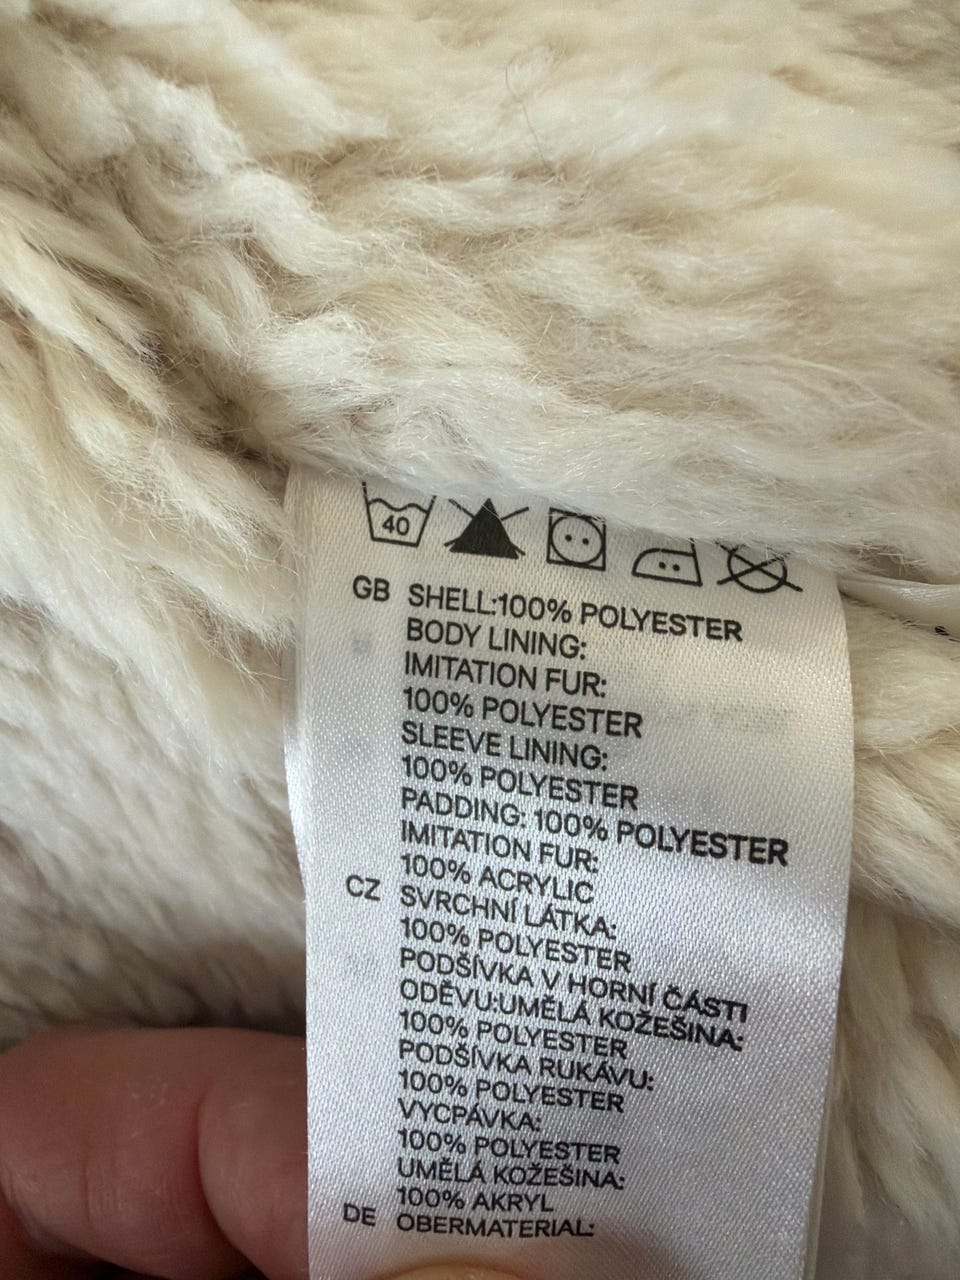 40
GB SHELL:100% POLYESTER
BODY LINING:
IMITATION FUR:
100% POLYESTER
SLEEVE LINING:
100% POLYESTER
PADDING: 100% POLYESTER
IMITATION FUR:
100% ACRYLIC
CZ SVRCHNÍ LÁTKA:
100% POLYESTER
PODŠÍVKA V HORNÍ ČÁSTI
ODĚVU:UMĚLÁ KOŽEŠINA:
100% POLYESTER
PODŠÍVKA RUKÁVU:
100% POLYESTER
VYCPÁVKA:
100% POLYESTER
UMĚLÁ KOŽEŠINA:
100% AKRYL
DE OBERMATERIAL: